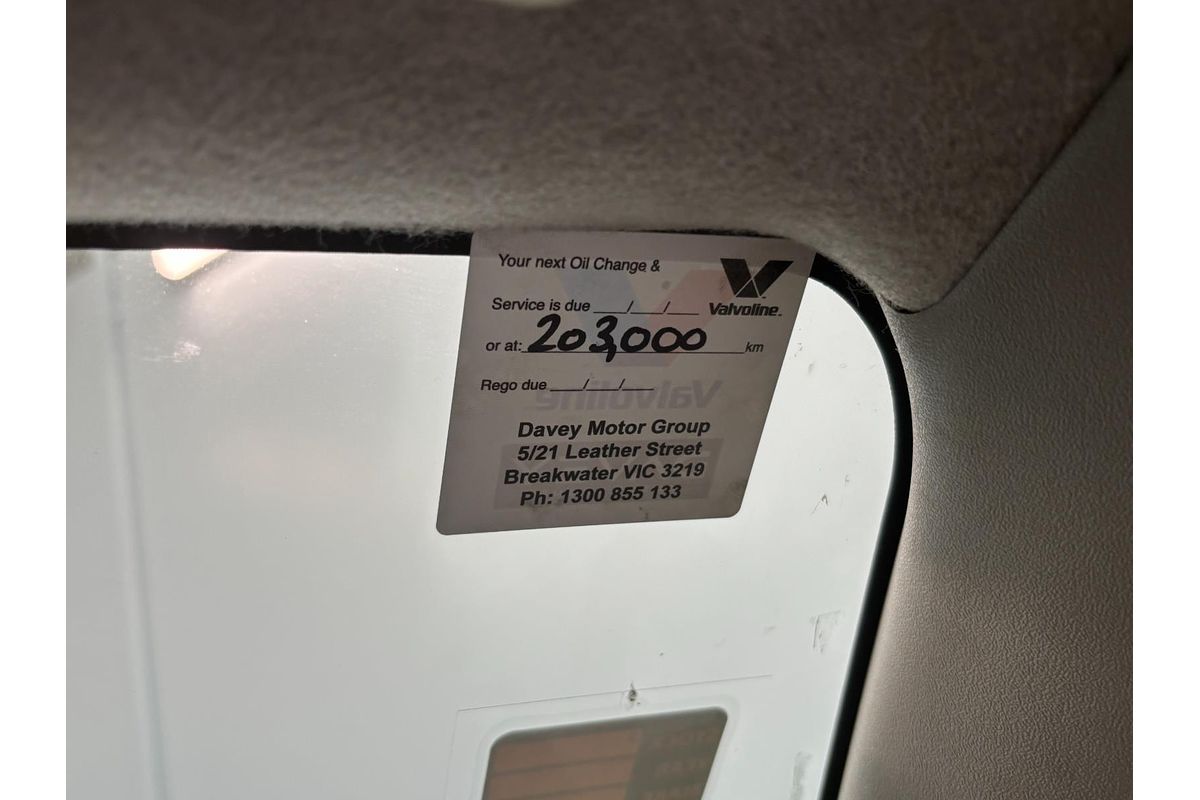 Your next Oil Change &
Service is due ___/___/___
Valvoline.
or at: 203,000 km
Rego due ___/___/___
Valvoline
Davey Motor Group
5/21 Leather Street
Breakwater VIC 3219
Ph: 1300 855 133